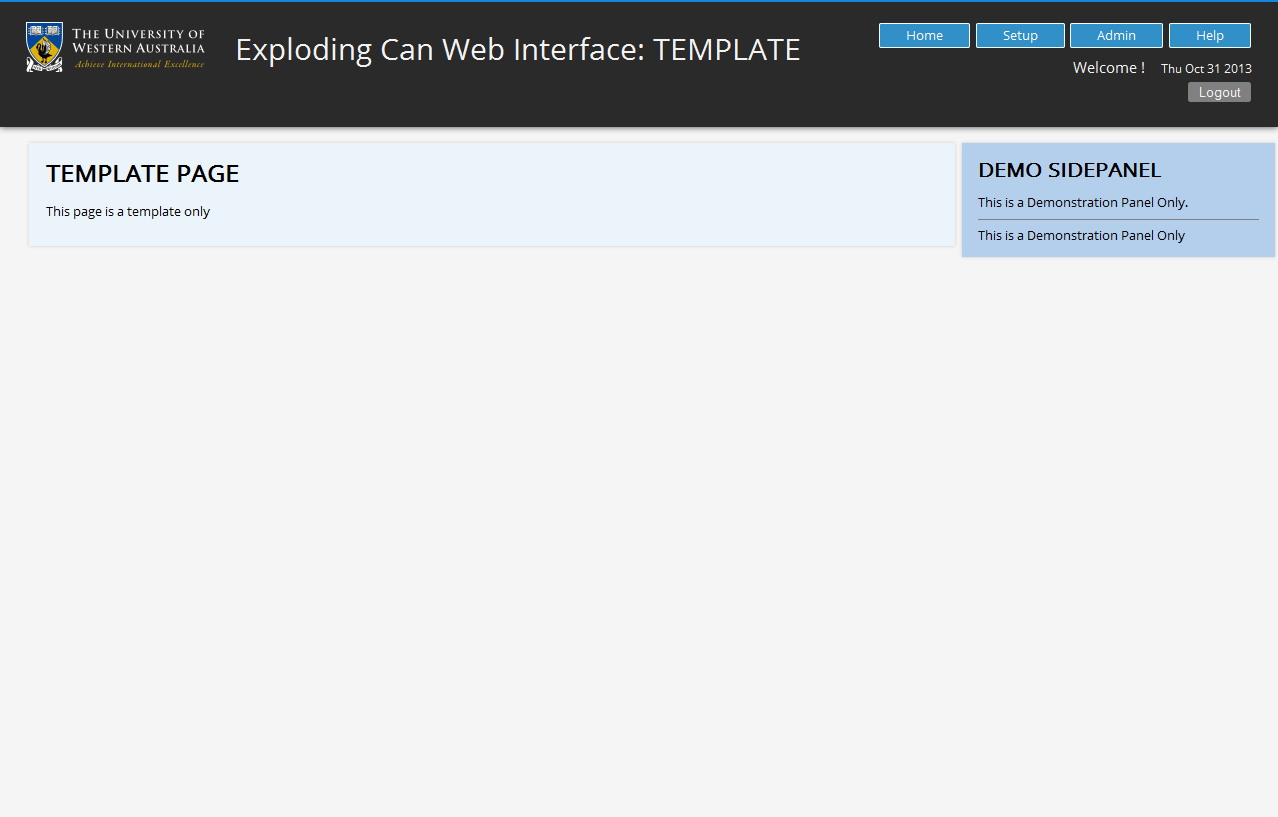 THE UNIVERSITY OF
WESTERN AUSTRALIA
Achieve International Excellence
Exploding Can Web Interface: TEMPLATE
Home Setup Admin Help
Welcome ! Thu Oct 31 2013
Logout
TEMPLATE PAGE
This page is a template only
DEMO SIDEPANEL
This is a Demonstration Panel Only.
This is a Demonstration Panel Only